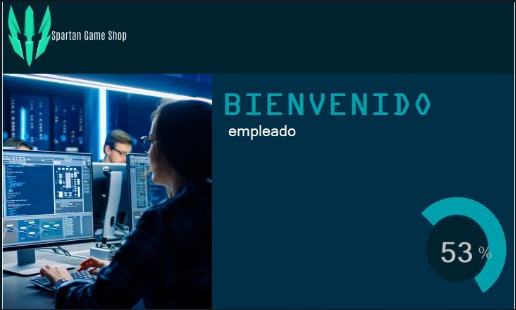 Spartan Game Shop
BIENVENIDO
empleado
53 %